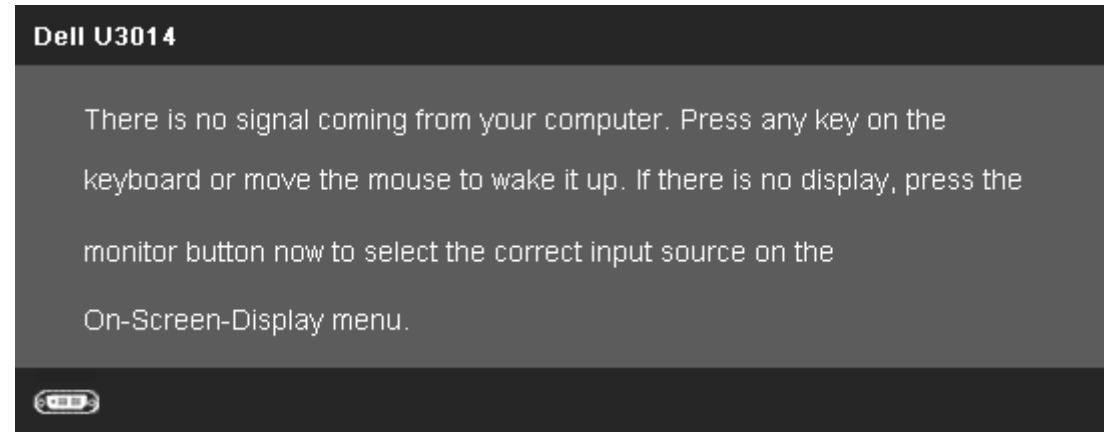 Dell U3014
There is no signal coming from your computer. Press any key on the
keyboard or move the mouse to wake it up. If there is no display, press the
monitor button now to select the correct input source on the
On-Screen-Display menu.